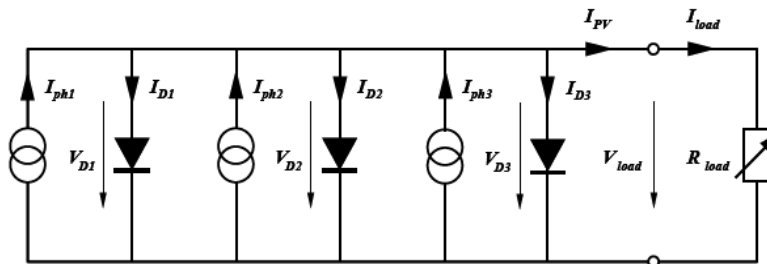 I_PV I_load
I_ph1 I_D1 I_ph2 I_D2 I_ph3 I_D3
V_D1 V_D2 V_D3 V_load R_load